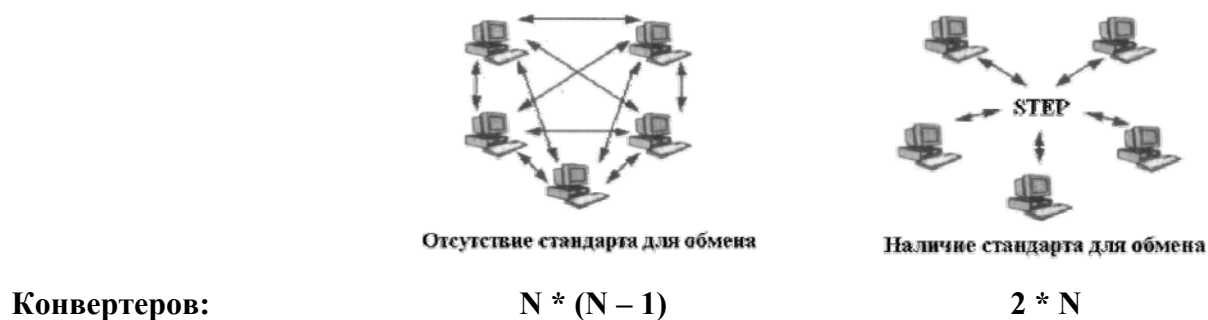 STEP
Отсутствие стандарта для обмена
Наличие стандарта для обмена
Конвертеров: N * (N – 1) 2 * N